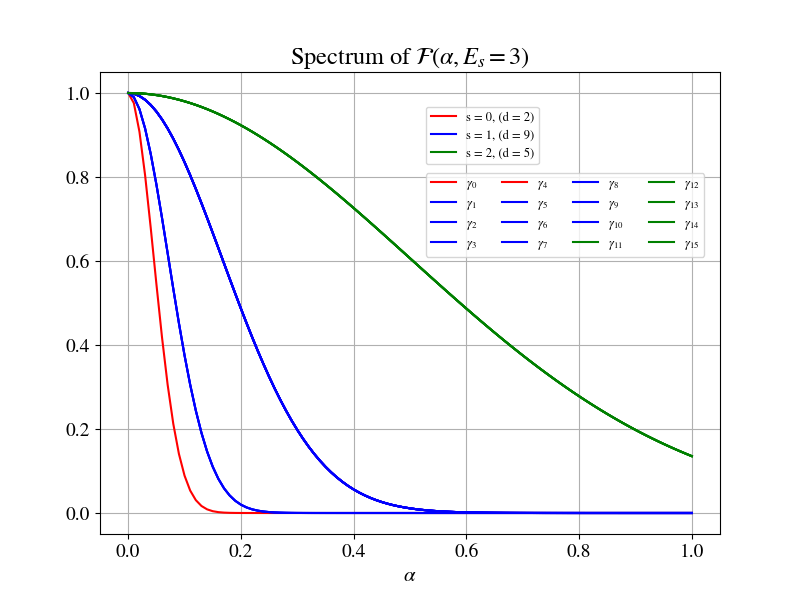 Spectrum of 𝓕(α, E_s = 3)
1.0
0.8
0.6
0.4
0.2
0.0
s = 0, (d = 2)
s = 1, (d = 9)
s = 2, (d = 5)
γ₀ γ₄ γ₈ γ₁₂
γ₁ γ₅ γ₉ γ₁₃
γ₂ γ₆ γ₁₀ γ₁₄
γ₃ γ₇ γ₁₁ γ₁₅
0.0 0.2 0.4 0.6 0.8 1.0
α